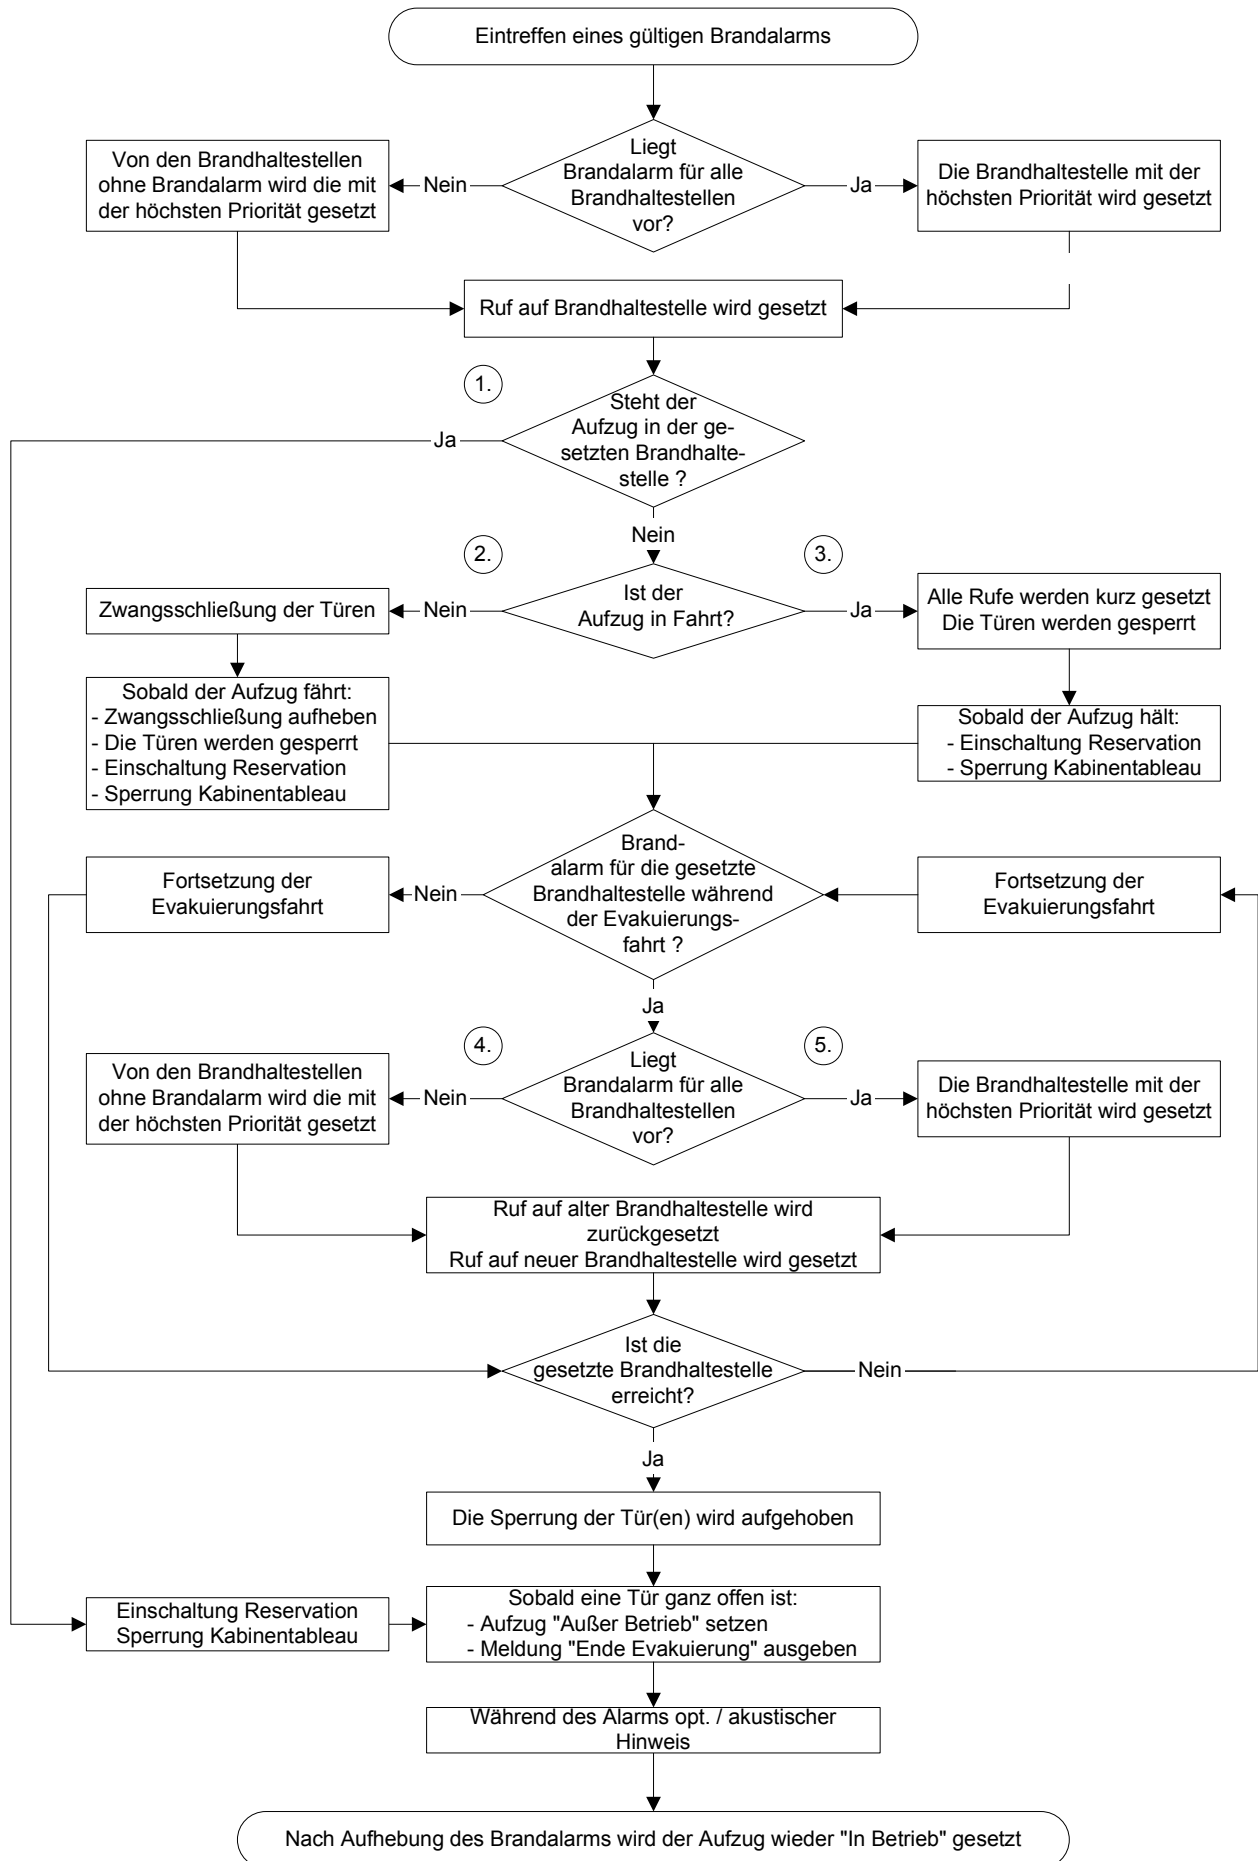 Eintreffen eines gültigen Brandalarms
Liegt
Brandalarm für alle
Brandhaltestellen
vor?
Nein
Ja
Von den Brandhaltestellen
ohne Brandalarm wird die mit
der höchsten Priorität gesetzt
Die Brandhaltestelle mit der
höchsten Priorität wird gesetzt
Ruf auf Brandhaltestelle wird gesetzt
1.
Steht der
Aufzug in der ge-
setzten Brandhalte-
stelle ?
Ja
Nein
2.
3.
Ist der
Aufzug in Fahrt?
Nein
Ja
Zwangsschließung der Türen
Alle Rufe werden kurz gesetzt
Die Türen werden gesperrt
Sobald der Aufzug fährt:
- Zwangsschließung aufheben
- Die Türen werden gesperrt
- Einschaltung Reservation
- Sperrung Kabinentableau
Sobald der Aufzug hält:
- Einschaltung Reservation
- Sperrung Kabinentableau
Brand-
alarm für die gesetzte
Brandhaltestelle während
der Evakuierungs-
fahrt ?
Nein
Fortsetzung der
Evakuierungsfahrt
Fortsetzung der
Evakuierungsfahrt
Ja
4.
5.
Liegt
Brandalarm für alle
Brandhaltestellen
vor?
Nein
Ja
Von den Brandhaltestellen
ohne Brandalarm wird die mit
der höchsten Priorität gesetzt
Die Brandhaltestelle mit der
höchsten Priorität wird gesetzt
Ruf auf alter Brandhaltestelle wird
zurückgesetzt
Ruf auf neuer Brandhaltestelle wird gesetzt
Ist die
gesetzte Brandhaltestelle
erreicht?
Nein
Ja
Die Sperrung der Tür(en) wird aufgehoben
Einschaltung Reservation
Sperrung Kabinentableau
Sobald eine Tür ganz offen ist:
- Aufzug "Außer Betrieb" setzen
- Meldung "Ende Evakuierung" ausgeben
Während des Alarms opt. / akustischer
Hinweis
Nach Aufhebung des Brandalarms wird der Aufzug wieder "In Betrieb" gesetzt